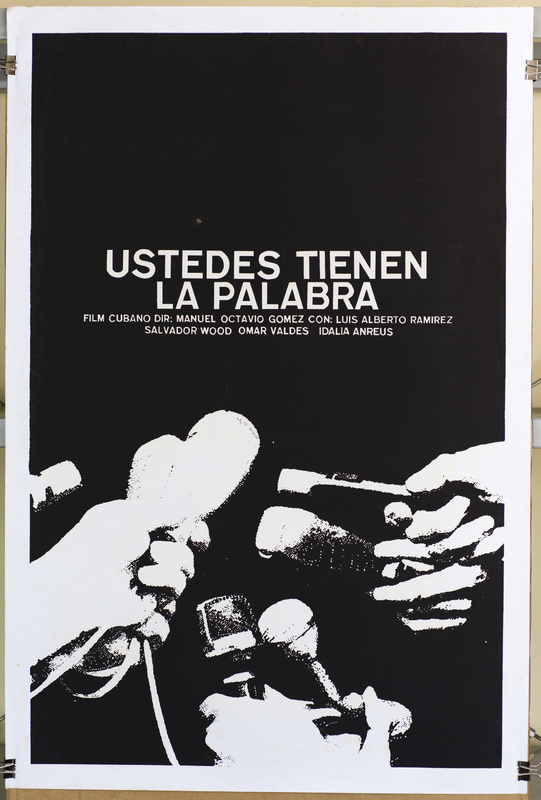 USTEDES TIENEN
LA PALABRA
FILM CUBANO DIR: MANUEL OCTAVIO GOMEZ CON: LUIS ALBERTO RAMIREZ
SALVADOR WOOD OMAR VALDES IDALIA ANREUS